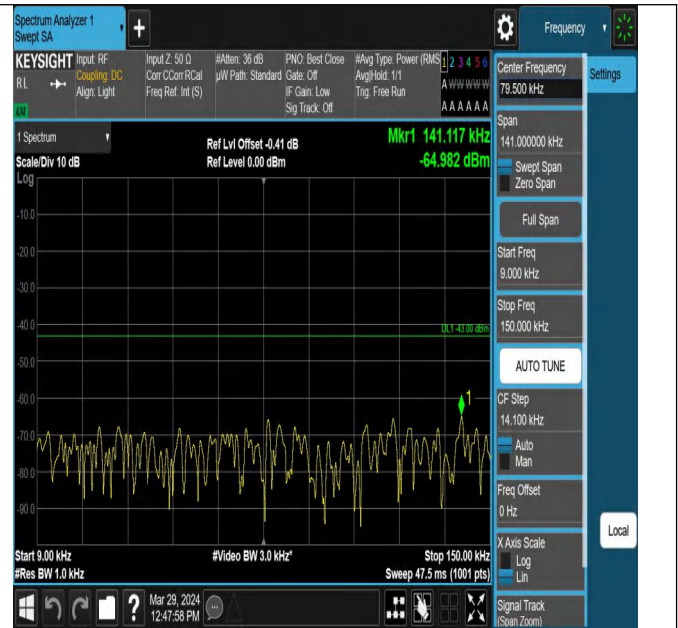 Spectrum Analyzer 1
Swept SA
Frequency
KEYSIGHT
RL
Input: RF
Coupling: DC
Align: Light
Input Z: 50 Ω
Corr CCorr RCal
Freq Ref: Int (S)
#Atten: 36 dB
µW Path: Standard
PNO: Best Close
Gate: Off
IF Gain: Low
Sig Track: Off
#Avg Type: Power (RMS
Avg|Hold: 1/1
Trig: Free Run
1 2 3 4 5 6
A W W W W W
A A A A A A
1 Spectrum
Scale/Div 10 dB
Log
Ref Lvl Offset -0.41 dB
Ref Level 0.00 dBm
Mkr1 141.117 kHz
-64.982 dBm
-10.0
-20.0
-30.0
-40.0
DL1 -43.00 dBm
-50.0
-60.0
1
-70.0
-80.0
-90.0
Start 9.00 kHz
#Video BW 3.0 kHz*
Stop 150.00 kHz
#Res BW 1.0 kHz
Sweep 47.5 ms (1001 pts)
Mar 29, 2024
12:47:58 PM
Center Frequency
79.500 kHz
Settings
Span
141.000000 kHz
Swept Span
Zero Span
Full Span
Start Freq
9.000 kHz
Stop Freq
150.000 kHz
AUTO TUNE
CF Step
14.100 kHz
Auto
Man
Freq Offset
0 Hz
X Axis Scale
Log
Lin
Local
Signal Track
(Span Zoom)